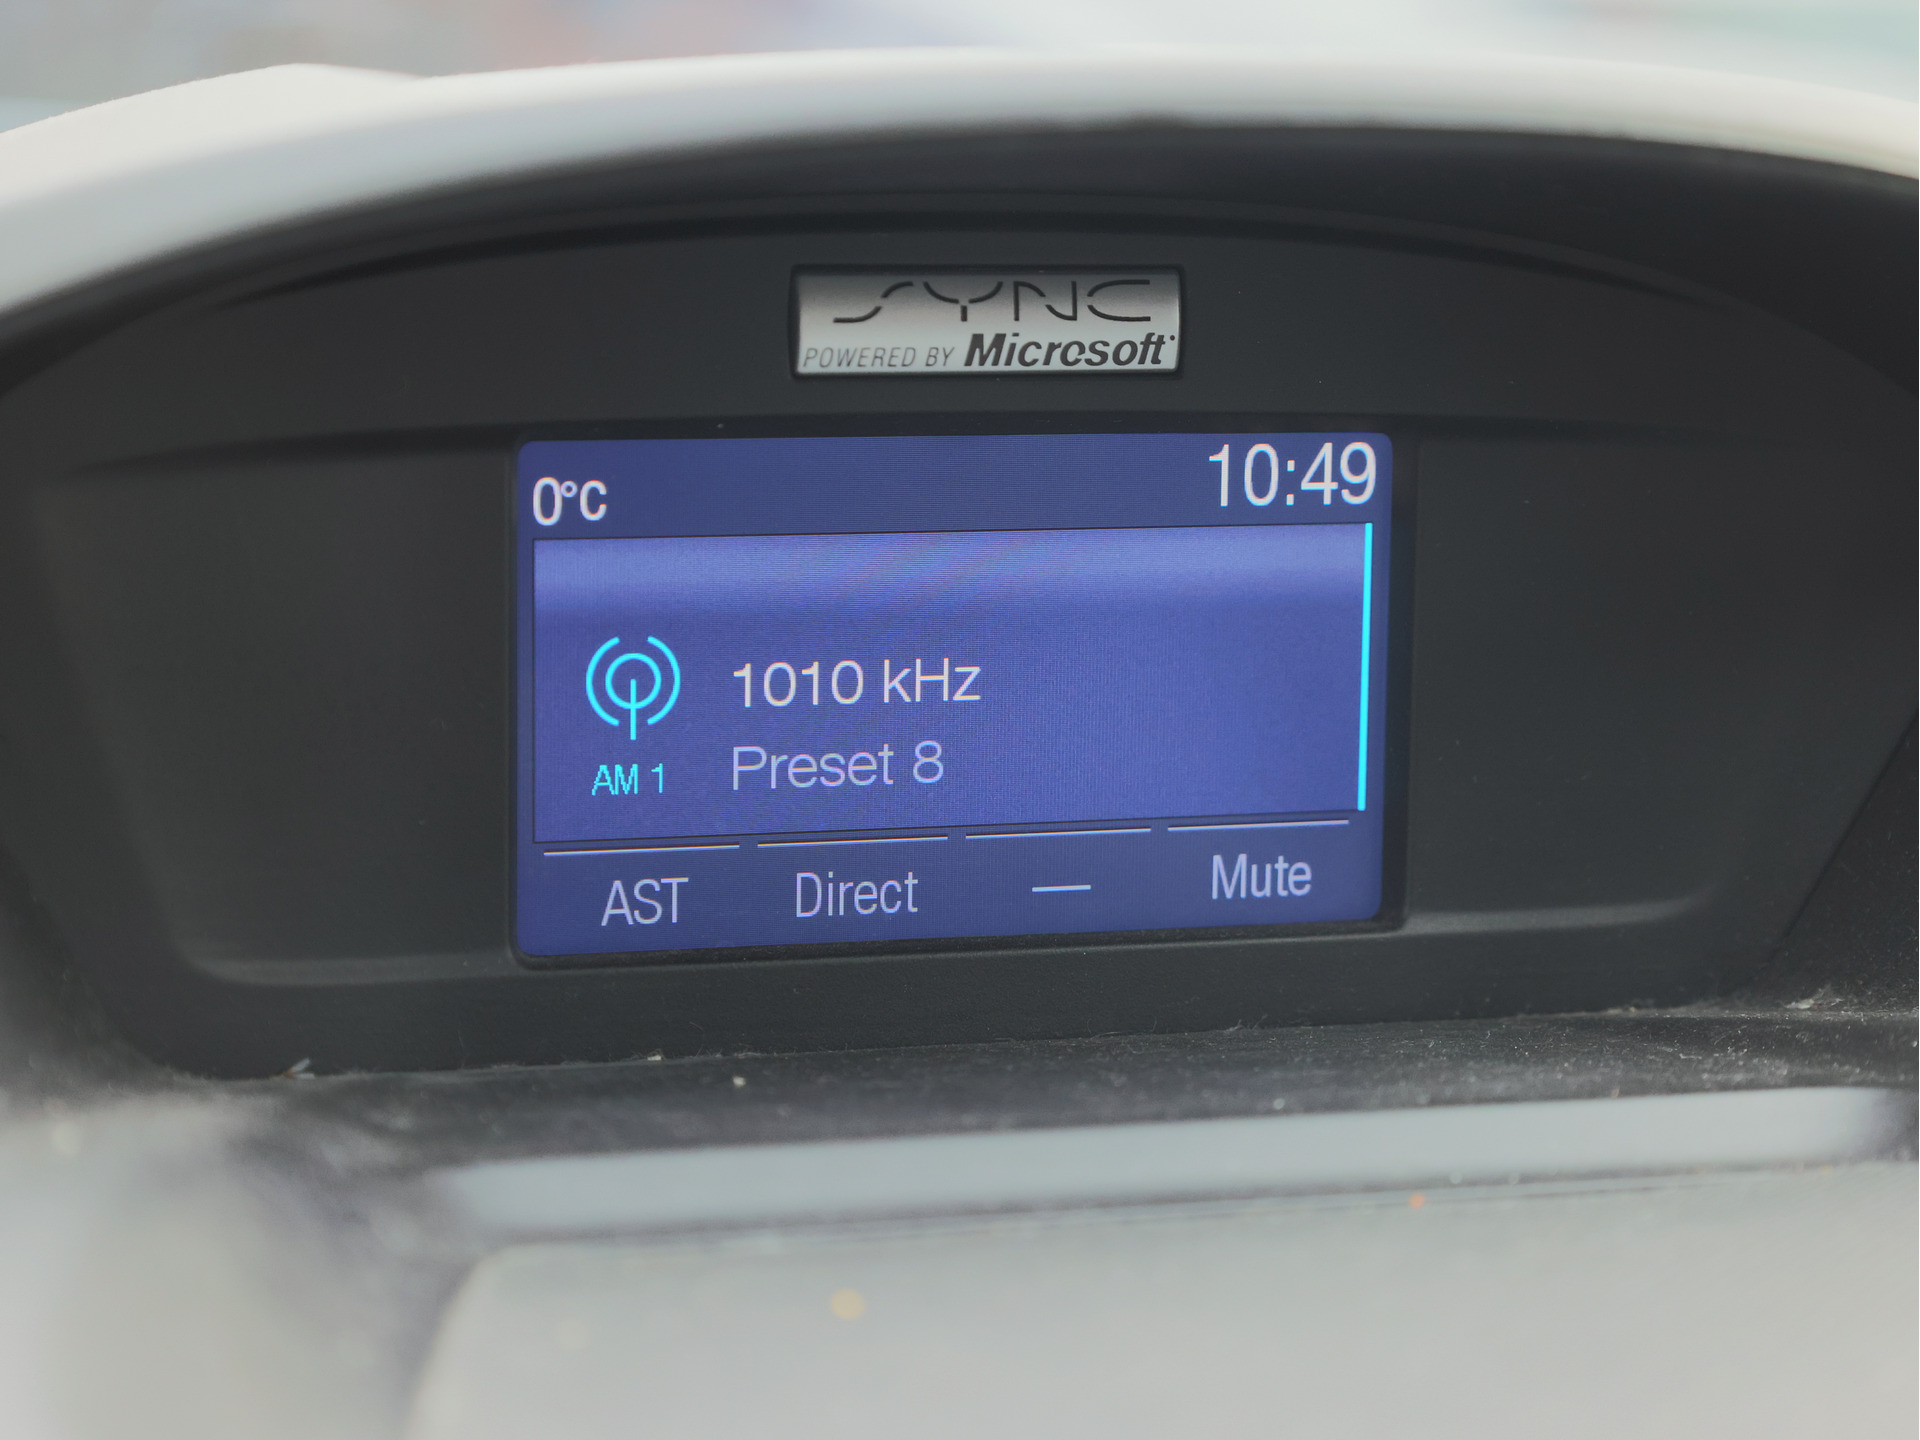 SYNC
POWERED BY Microsoft
0°C 10:49
1010 kHz
AM 1 Preset 8
AST Direct — Mute